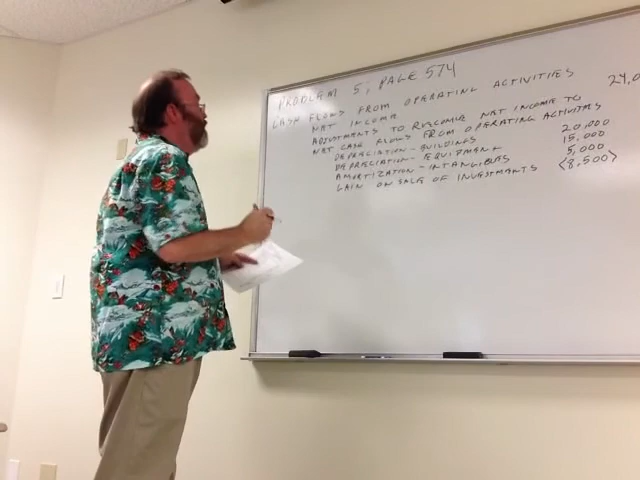 PROBLEM 5; PAGE 574
CASH FLOWS FROM OPERATING ACTIVITIES
NET INCOME 24,0
ADJUSTMENTS TO RECONCILE NET INCOME TO
NET CASH FLOWS FROM OPERATING ACTIVITIES
DEPRECIATION - BUILDINGS 20,000
DEPRECIATION - EQUIPMENT 15,000
AMORTIZATION - INTANGIBLES 5,000
GAIN ON SALE OF INVESTMENTS <8,500>